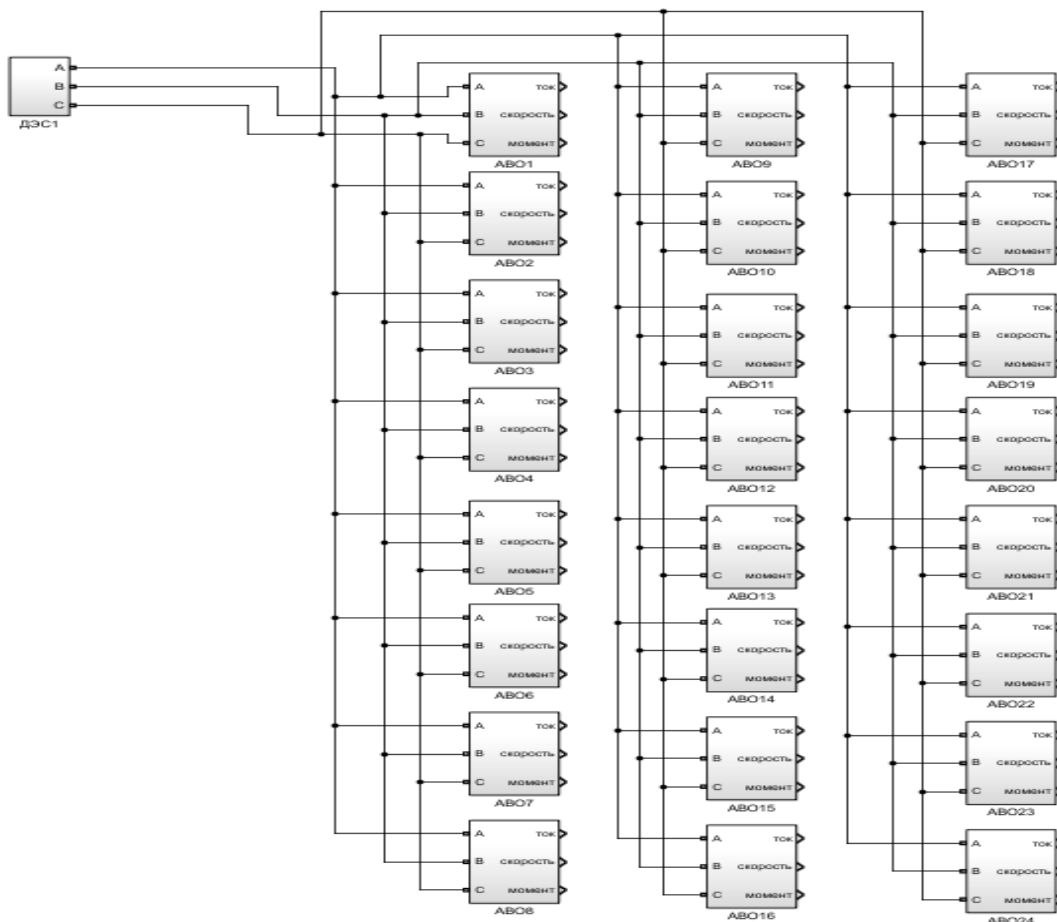 A
B
C
ДЭС1
A ток
B скорость
C момент
АВО1
A ток
B скорость
C момент
АВО2
A ток
B скорость
C момент
АВО3
A ток
B скорость
C момент
АВО4
A ток
B скорость
C момент
АВО5
A ток
B скорость
C момент
АВО6
A ток
B скорость
C момент
АВО7
A ток
B скорость
C момент
АВО8
A ток
B скорость
C момент
АВО9
A ток
B скорость
C момент
АВО10
A ток
B скорость
C момент
АВО11
A ток
B скорость
C момент
АВО12
A ток
B скорость
C момент
АВО13
A ток
B скорость
C момент
АВО14
A ток
B скорость
C момент
АВО15
A ток
B скорость
C момент
АВО16
A ток
B скорость
C момент
АВО17
A ток
B скорость
C момент
АВО18
A ток
B скорость
C момент
АВО19
A ток
B скорость
C момент
АВО20
A ток
B скорость
C момент
АВО21
A ток
B скорость
C момент
АВО22
A ток
B скорость
C момент
АВО23
A ток
B скорость
C момент
АВО24